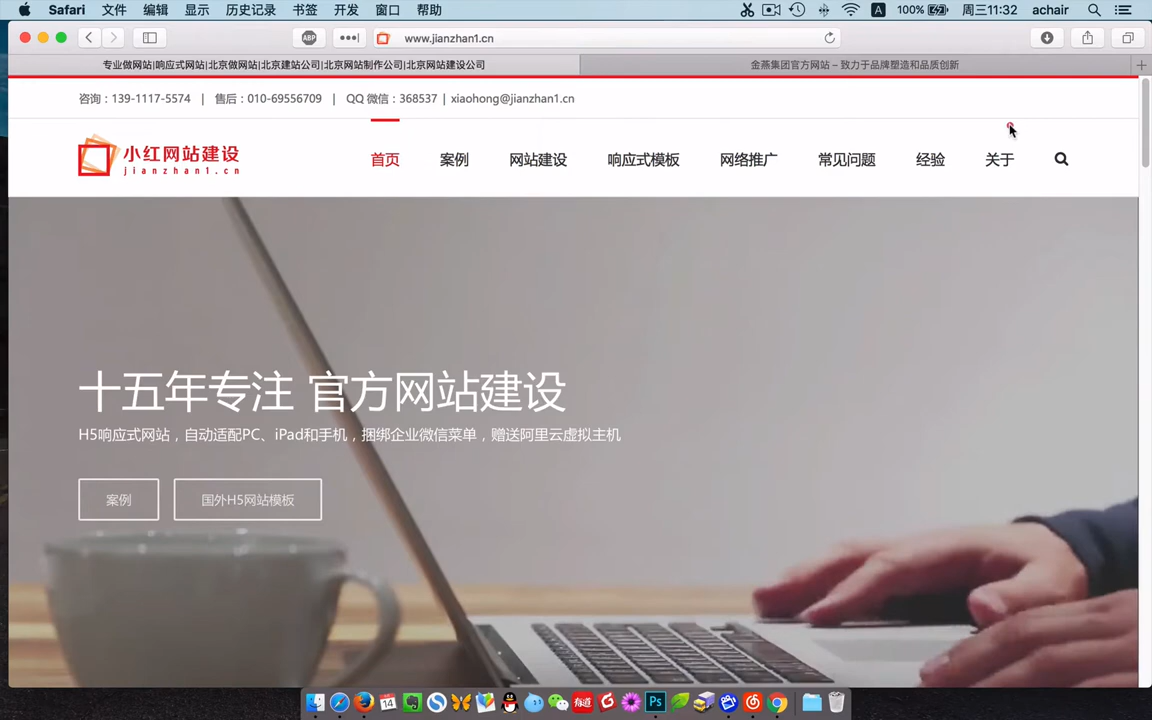 Safari 文件 编辑 显示 历史记录 书签 开发 窗口 帮助 A 100% 周三11:32 achair
ABP www.jianzhan1.cn
专业做网站|响应式网站|北京做网站|北京建站公司|北京网站制作公司|北京网站建设公司 金燕集团官方网站 – 致力于品牌塑造和品质创新
咨询：139-1117-5574 | 售后：010-69556709 | QQ 微信：368537 | xiaohong@jianzhan1.cn
小红网站建设
jianzhan1.cn
首页 案例 网站建设 响应式模板 网络推广 常见问题 经验 关于
十五年专注 官方网站建设
H5响应式网站，自动适配PC、iPad和手机，捆绑企业微信菜单，赠送阿里云虚拟主机
案例 国外H5网站模板
14 有道 Ps